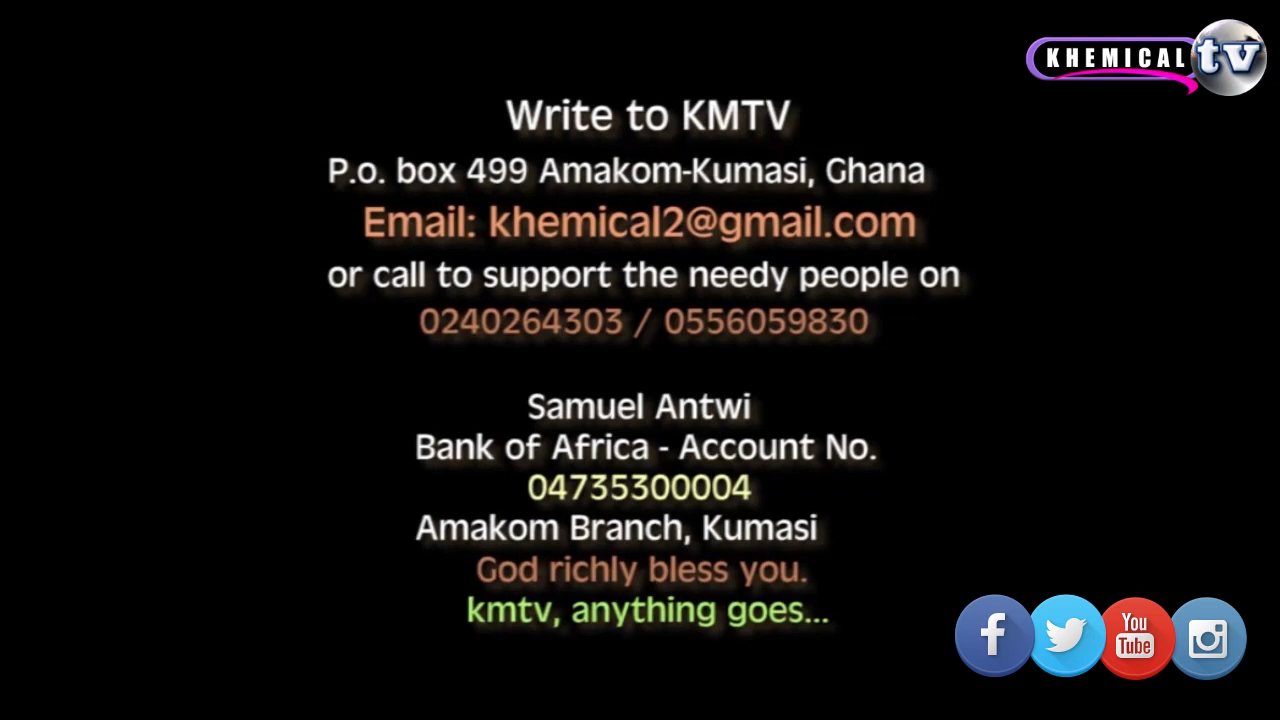 KHEMICAL tv
Write to KMTV
P.o. box 499 Amakom-Kumasi, Ghana
Email: khemical2@gmail.com
or call to support the needy people on
0240264303 / 0556059830
Samuel Antwi
Bank of Africa - Account No.
04735300004
Amakom Branch, Kumasi
God richly bless you.
kmtv, anything goes...
f
You
Tube